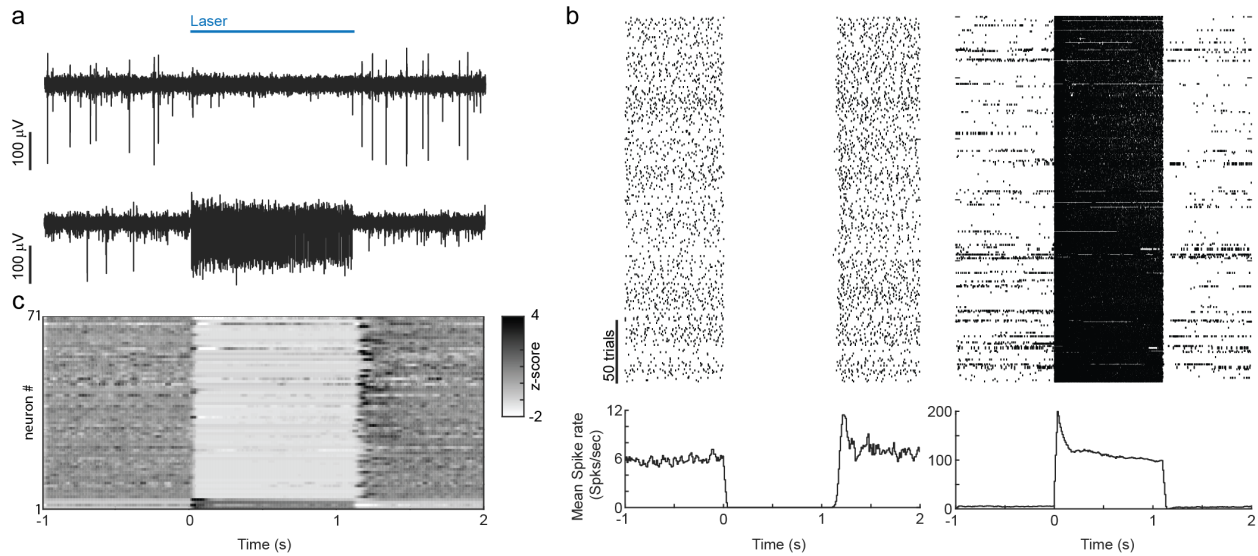 a
Laser
100 μV
100 μV
c
71
neuron #
1
-1
0
1
2
Time (s)
4
z-score
-2
b
50 trials
12
6
0
Mean Spike rate
(Spks/sec)
-1
0
1
2
Time (s)
200
100
0
-1
0
1
2
Time (s)